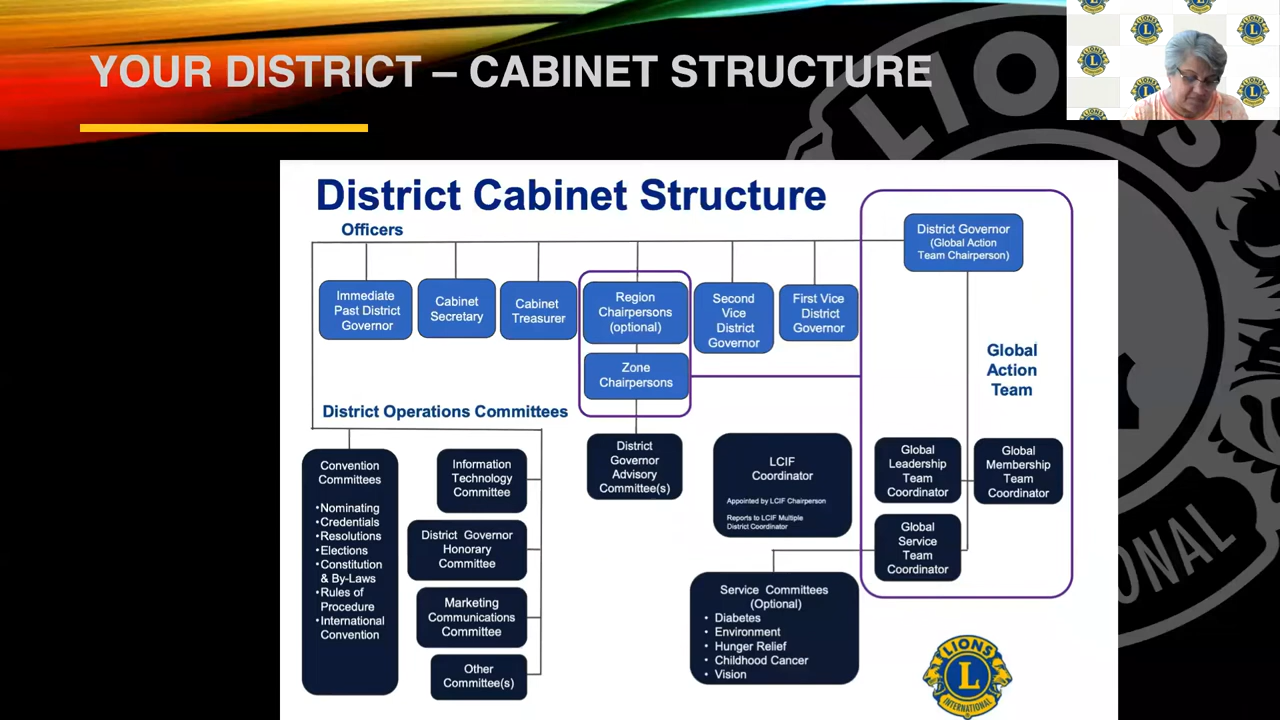 YOUR DISTRICT – CABINET STRUCTURE
District Cabinet Structure
Officers
District Governor
(Global Action
Team Chairperson)
Immediate
Past District
Governor
Cabinet
Secretary
Cabinet
Treasurer
Region
Chairpersons
(optional)
Second
Vice
District
Governor
First Vice
District
Governor
Zone
Chairpersons
Global
Action
Team
District Operations Committees
Convention
Committees
•Nominating
•Credentials
•Resolutions
•Elections
•Constitution
& By-Laws
•Rules of
Procedure
•International
Convention
Information
Technology
Committee
District Governor
Honorary
Committee
Marketing
Communications
Committee
Other
Committee(s)
District
Governor
Advisory
Committee(s)
LCIF
Coordinator
Appointed by LCIF Chairperson
Reports to LCIF Multiple
District Coordinator
Global
Leadership
Team
Coordinator
Global
Membership
Team
Coordinator
Global
Service
Team
Coordinator
Service Committees
(Optional)
• Diabetes
• Environment
• Hunger Relief
• Childhood Cancer
• Vision
LIONS
L
INTERNATIONAL